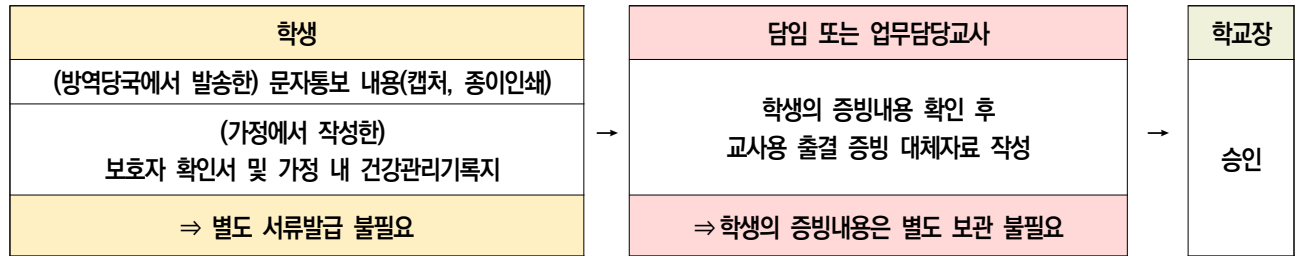 학생
(방역당국에서 발송한) 문자통보 내용(캡처, 종이인쇄)
(가정에서 작성한)
보호자 확인서 및 가정 내 건강관리기록지
⇒ 별도 서류발급 불필요
→
담임 또는 업무담당교사
학생의 증빙내용 확인 후
교사용 출결 증빙 대체자료 작성
⇒학생의 증빙내용은 별도 보관 불필요
→
학교장
승인